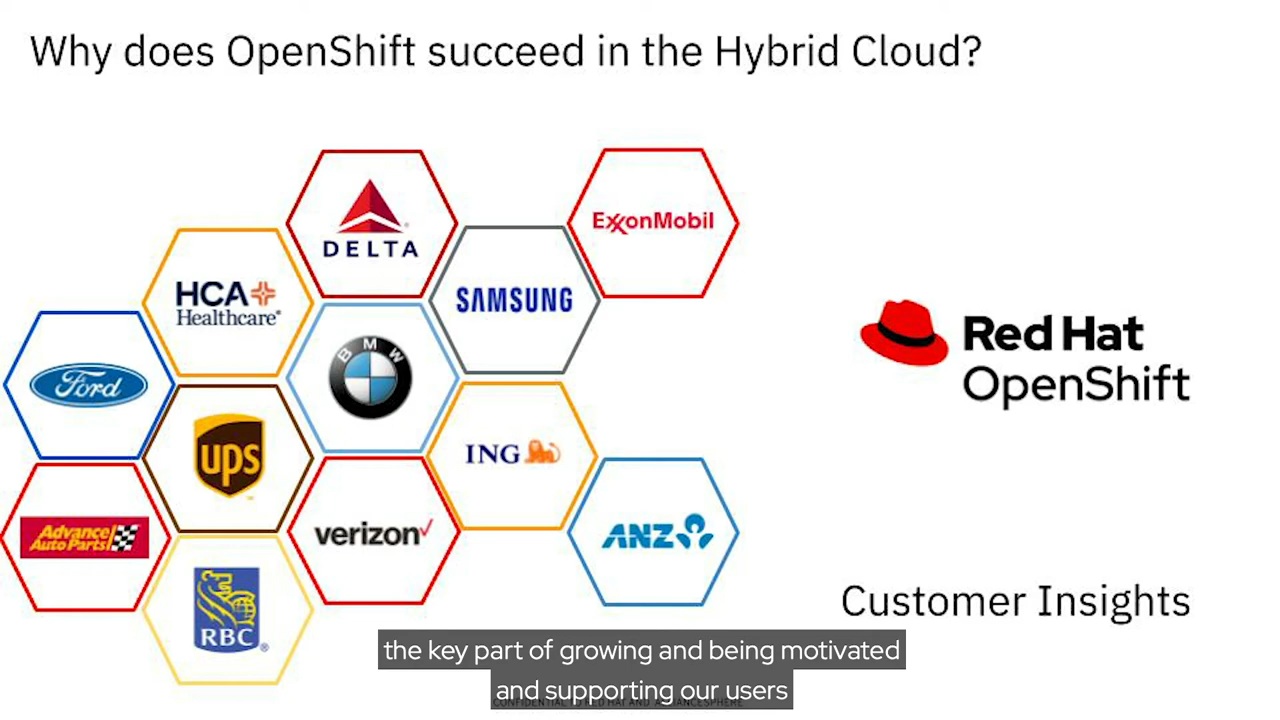 Why does OpenShift succeed in the Hybrid Cloud?
DELTA
ExxonMobil
HCA
Healthcare®
SAMSUNG
BMW
Ford
ups
ING
Advance
Auto Parts
verizon
ANZ
RBC®
Red Hat
OpenShift
Customer Insights
the key part of growing and being motivated
and supporting our users